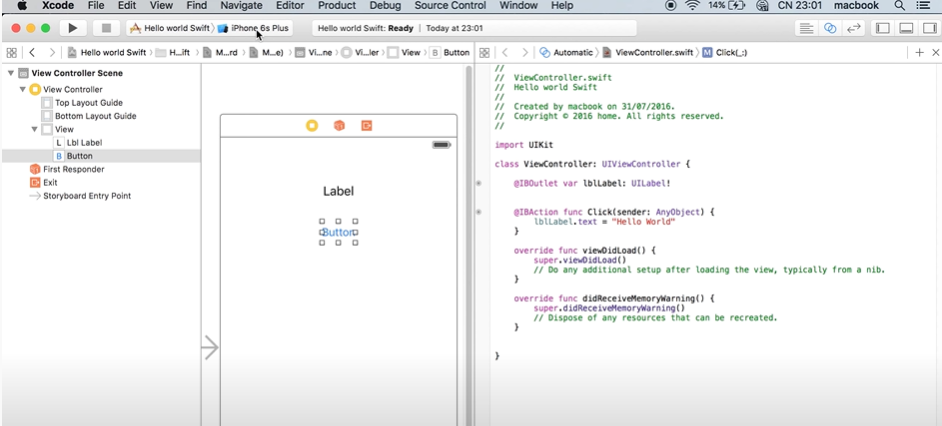 Xcode File Edit View Find Navigate Editor Product Debug Source Control Window Help 14% CN 23:01 macbook
Hello world Swift iPhone 6s Plus Hello world Swift: Ready | Today at 23:01
Hello world Swift H...ift M...rd M...e) Vi...ne Vi...ler View B Button Automatic ViewController.swift M Click(_:)
View Controller Scene
View Controller
Top Layout Guide
Bottom Layout Guide
View
L Lbl Label
B Button
First Responder
Exit
Storyboard Entry Point
Label
Button
//
// ViewController.swift
// Hello world Swift
//
// Created by macbook on 31/07/2016.
// Copyright © 2016 home. All rights reserved.
//
import UIKit
class ViewController: UIViewController {
@IBOutlet var lblLabel: UILabel!
@IBAction func Click(sender: AnyObject) {
lblLabel.text = "Hello World"
}
override func viewDidLoad() {
super.viewDidLoad()
// Do any additional setup after loading the view, typically from a nib.
}
override func didReceiveMemoryWarning() {
super.didReceiveMemoryWarning()
// Dispose of any resources that can be recreated.
}
}